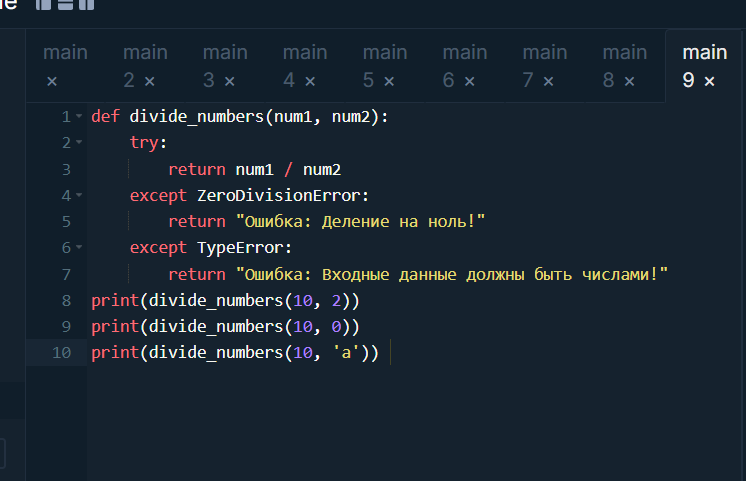 main main main main main main main main main
× 2 × 3 × 4 × 5 × 6 × 7 × 8 × 9 ×
1 def divide_numbers(num1, num2):
2     try:
3         return num1 / num2
4     except ZeroDivisionError:
5         return "Ошибка: Деление на ноль!"
6     except TypeError:
7         return "Ошибка: Входные данные должны быть числами!"
8 print(divide_numbers(10, 2))
9 print(divide_numbers(10, 0))
10 print(divide_numbers(10, 'a'))